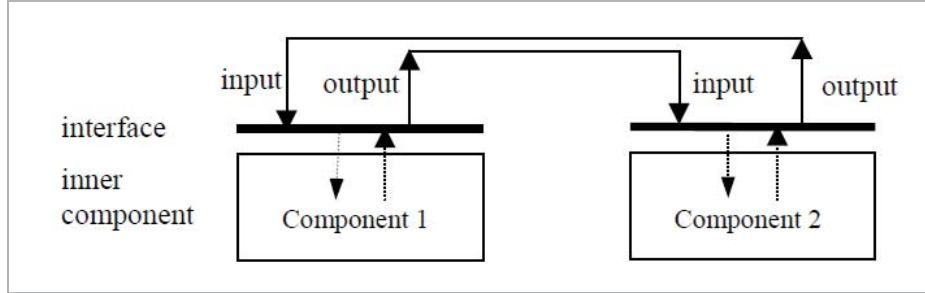 input
output
input
output
interface
inner
component
Component 1
Component 2